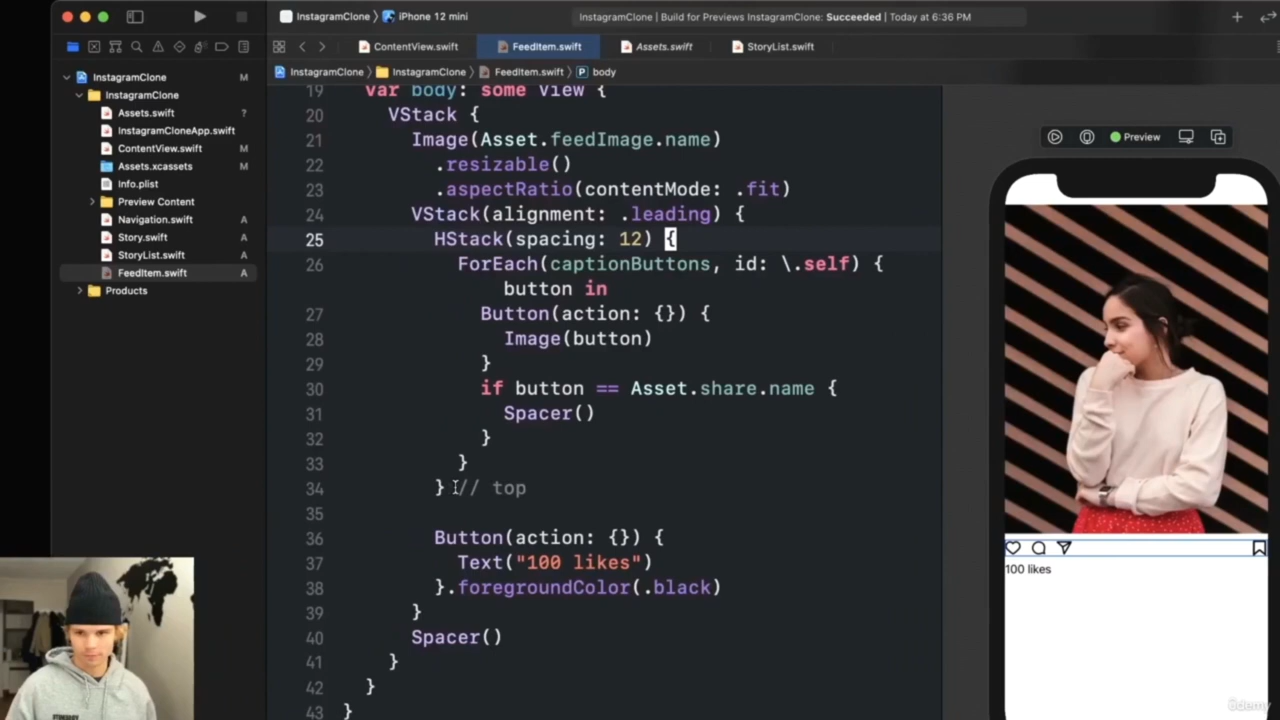 InstagramClone
iPhone 12 mini
InstagramClone | Build for Previews InstagramClone: Succeeded | Today at 6:36 PM
ContentView.swift
FeedItem.swift
Assets.swift
StoryList.swift
InstagramClone
InstagramClone
FeedItem.swift
P
body
InstagramClone M
InstagramClone
Assets.swift ?
InstagramCloneApp.swift
ContentView.swift M
Assets.xcassets M
Info.plist
Preview Content
Navigation.swift A
Story.swift A
StoryList.swift A
FeedItem.swift A
Products
19 var body: some View {
20 VStack {
21 Image(Asset.feedImage.name)
22 .resizable()
23 .aspectRatio(contentMode: .fit)
24 VStack(alignment: .leading) {
25 HStack(spacing: 12) {
26 ForEach(captionButtons, id: \.self) {
button in
27 Button(action: {}) {
28 Image(button)
29 }
30 if button == Asset.share.name {
31 Spacer()
32 }
33 }
34 } // top
35
36 Button(action: {}) {
37 Text("100 likes")
38 }.foregroundColor(.black)
39 }
40 Spacer()
41 }
42 }
43 }
Preview
100 likes
ûdemy